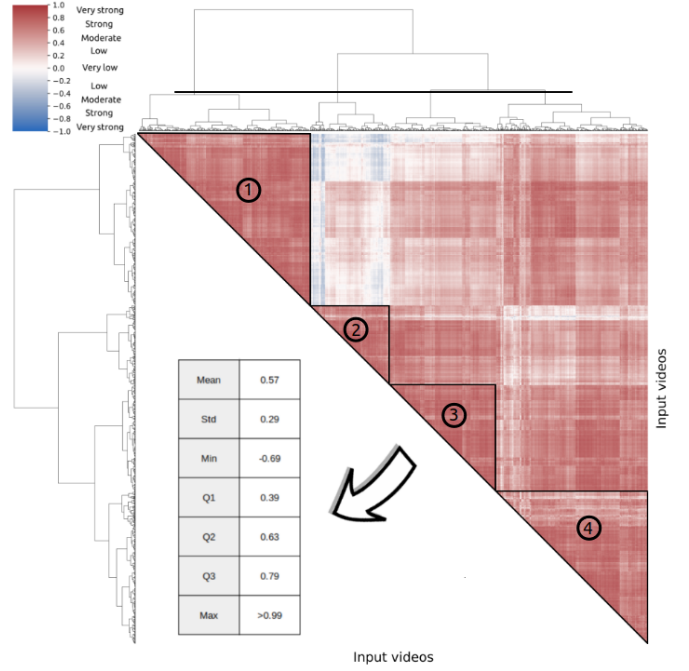 1.0 Very strong
0.8 Strong
0.6 Moderate
0.4 Low
0.2
0.0 Very low
−0.2
−0.4 Low
−0.6 Moderate
−0.8 Strong
−1.0 Very strong
1
2
3
4
Mean 0.57
Std 0.29
Min -0.69
Q1 0.39
Q2 0.63
Q3 0.79
Max >0.99
Input videos
Input videos